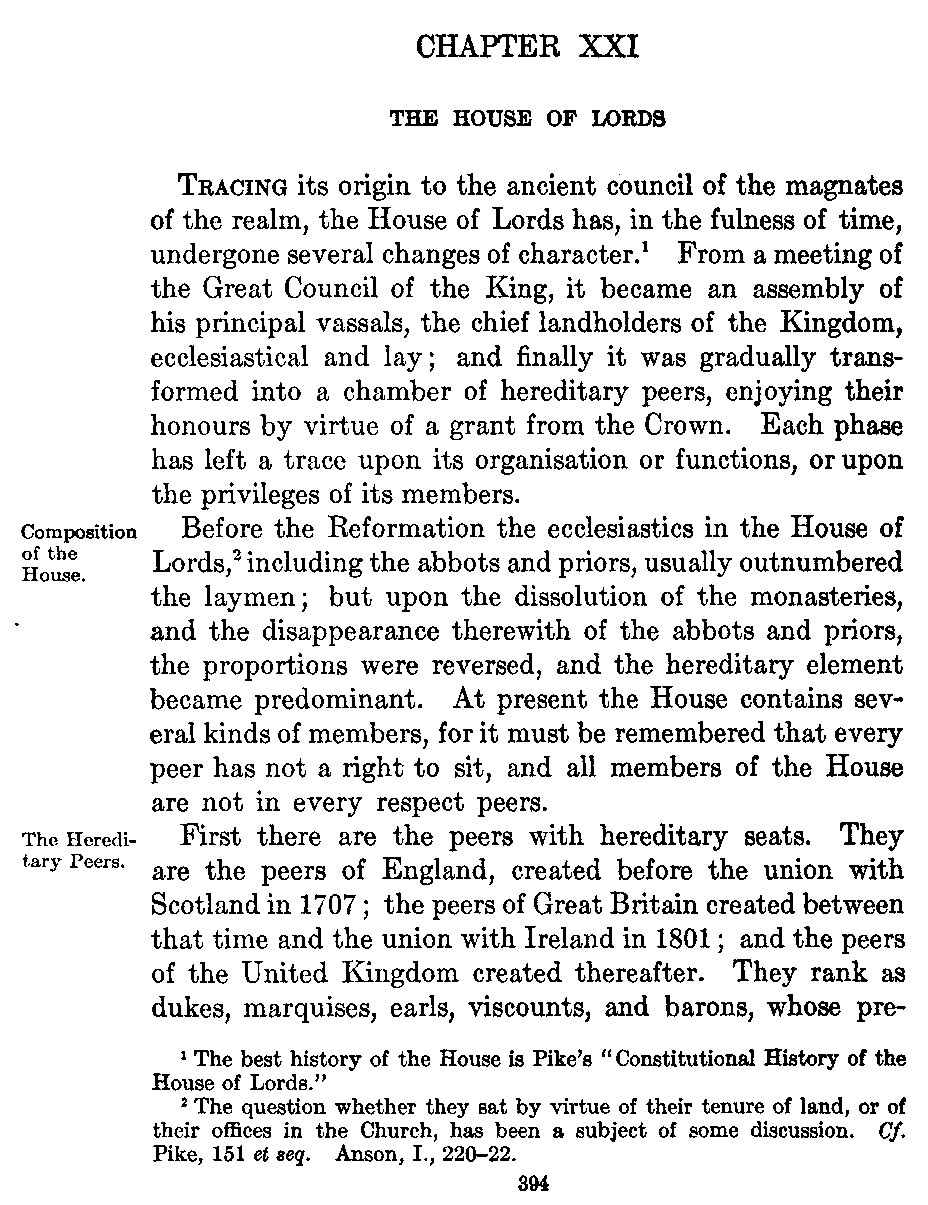 CHAPTER XXI
THE HOUSE OF LORDS
TRACING its origin to the ancient council of the magnates
of the realm, the House of Lords has, in the fulness of time,
undergone several changes of character.¹ From a meeting of
the Great Council of the King, it became an assembly of
his principal vassals, the chief landholders of the Kingdom,
ecclesiastical and lay; and finally it was gradually trans-
formed into a chamber of hereditary peers, enjoying their
honours by virtue of a grant from the Crown. Each phase
has left a trace upon its organisation or functions, or upon
the privileges of its members.
Composition
of the
House.
Before the Reformation the ecclesiastics in the House of
Lords,² including the abbots and priors, usually outnumbered
the laymen; but upon the dissolution of the monasteries,
and the disappearance therewith of the abbots and priors,
the proportions were reversed, and the hereditary element
became predominant. At present the House contains sev-
eral kinds of members, for it must be remembered that every
peer has not a right to sit, and all members of the House
are not in every respect peers.
The Heredi-
tary Peers.
First there are the peers with hereditary seats. They
are the peers of England, created before the union with
Scotland in 1707; the peers of Great Britain created between
that time and the union with Ireland in 1801; and the peers
of the United Kingdom created thereafter. They rank as
dukes, marquises, earls, viscounts, and barons, whose pre-
¹ The best history of the House is Pike's "Constitutional History of the
House of Lords."
² The question whether they sat by virtue of their tenure of land, or of
their offices in the Church, has been a subject of some discussion. Cf.
Pike, 151 et seq. Anson, I., 220–22.
394